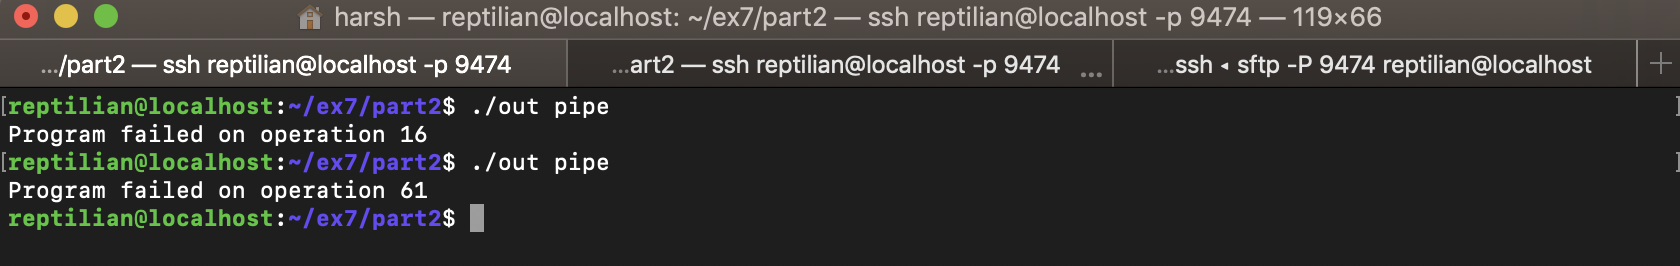 harsh — reptilian@localhost: ~/ex7/part2 — ssh reptilian@localhost -p 9474 — 119×66
.../part2 — ssh reptilian@localhost -p 9474
...art2 — ssh reptilian@localhost -p 9474 ...
...ssh ◂ sftp -P 9474 reptilian@localhost +
[reptilian@localhost:~/ex7/part2$ ./out pipe ]
Program failed on operation 16
[reptilian@localhost:~/ex7/part2$ ./out pipe ]
Program failed on operation 61
reptilian@localhost:~/ex7/part2$